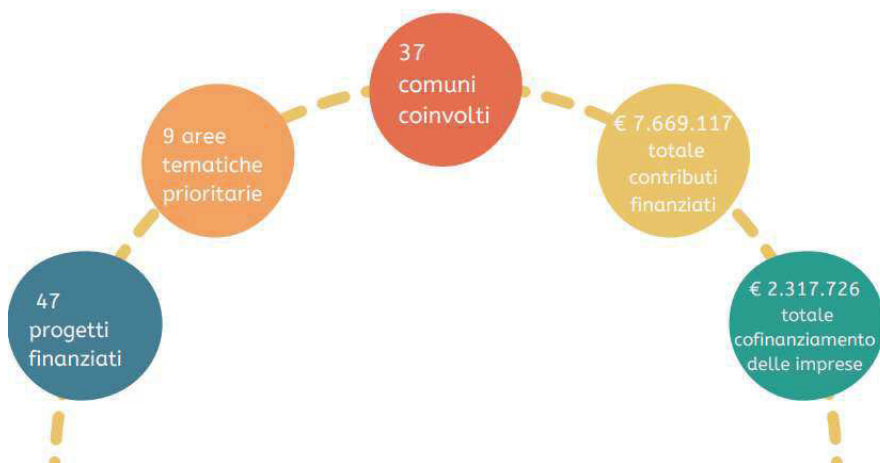 47
progetti
finanziati
9 aree
tematiche
prioritarie
37
comuni
coinvolti
€ 7.669.117
totale
contributi
finanziati
€ 2.317.726
totale
cofinanziamento
delle imprese